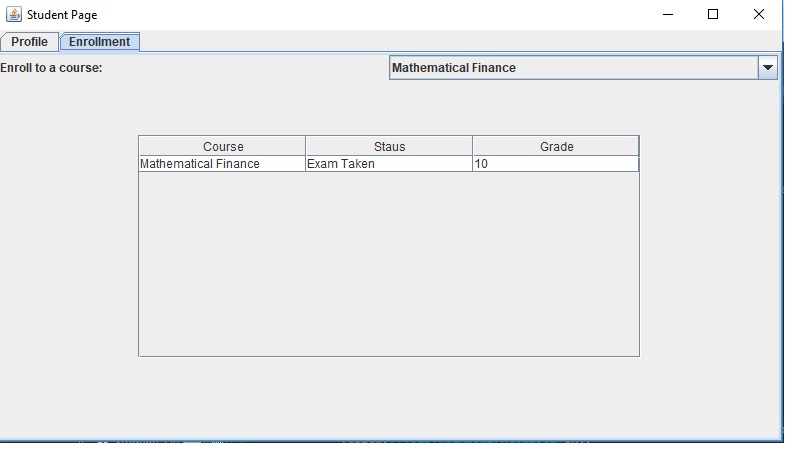 Student Page
Profile Enrollment
Enroll to a course: Mathematical Finance
Course Staus Grade
Mathematical Finance Exam Taken 10